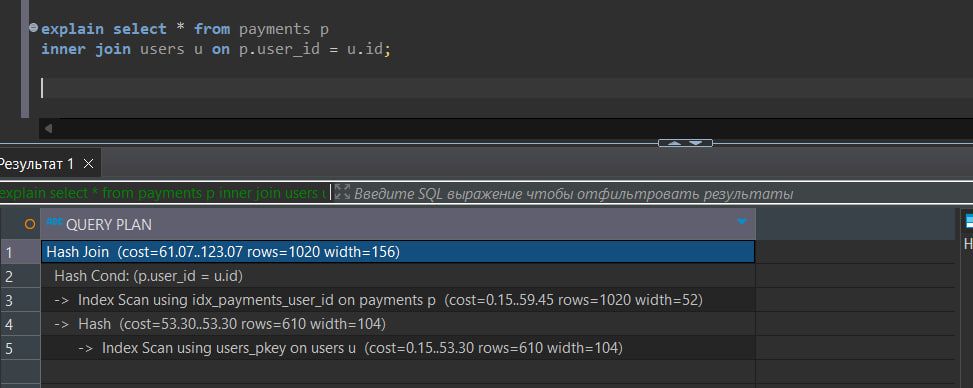 explain select * from payments p
inner join users u on p.user_id = u.id;
Результат 1
explain select * from payments p inner join users u
Введите SQL выражение чтобы отфильтровать результаты
ABC QUERY PLAN
1 Hash Join (cost=61.07..123.07 rows=1020 width=156)
2 Hash Cond: (p.user_id = u.id)
3 -> Index Scan using idx_payments_user_id on payments p (cost=0.15..59.45 rows=1020 width=52)
4 -> Hash (cost=53.30..53.30 rows=610 width=104)
5 -> Index Scan using users_pkey on users u (cost=0.15..53.30 rows=610 width=104)